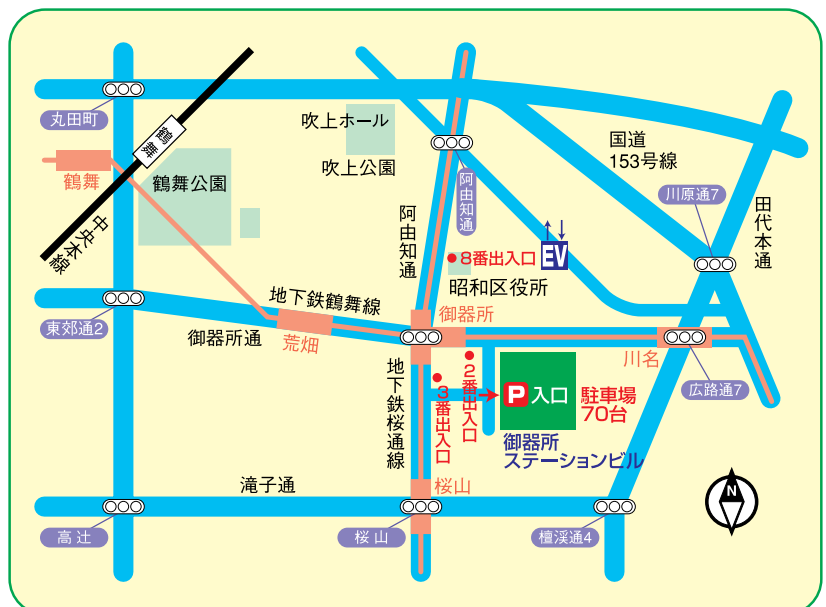 丸田町
鶴舞
鶴舞
鶴舞公園
中央本線
吹上ホール
吹上公園
阿由知通
阿由知通
国道
153号線
川原通7
田代本通
8番出入口
EV
昭和区役所
東郊通2
地下鉄鶴舞線
御器所通
荒畑
御器所
川名
広路通7
地下鉄桜通線
3番出入口
2番出入口
P 入口
駐車場
70台
御器所
ステーションビル
滝子通
桜山
高辻
桜山
檀渓通4
N